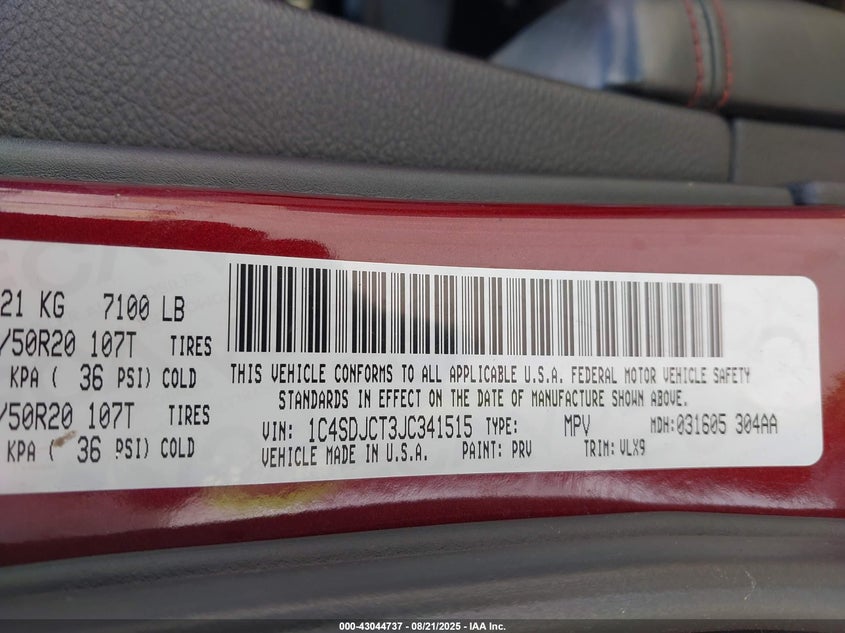 21 KG 7100 LB
/50R20 107T TIRES
KPA ( 36 PSI) COLD
/50R20 107T TIRES
KPA ( 36 PSI) COLD
THIS VEHICLE CONFORMS TO ALL APPLICABLE U.S.A. FEDERAL MOTOR VEHICLE SAFETY
STANDARDS IN EFFECT ON THE DATE OF MANUFACTURE SHOWN ABOVE.
VIN: 1C4SDJCT3JC341515 TYPE: MPV MDH:031605 304AA
VEHICLE MADE IN U.S.A. PAINT: PRV TRIM: VLX9
000-43044737 - 08/21/2025 - IAA Inc.